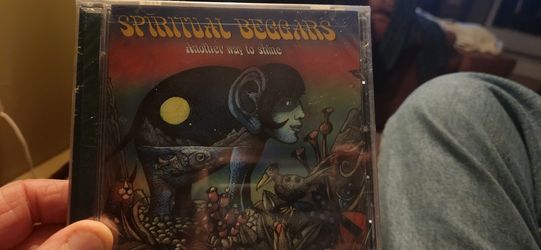 SPIRITUAL BEGGARS
Another way to shine